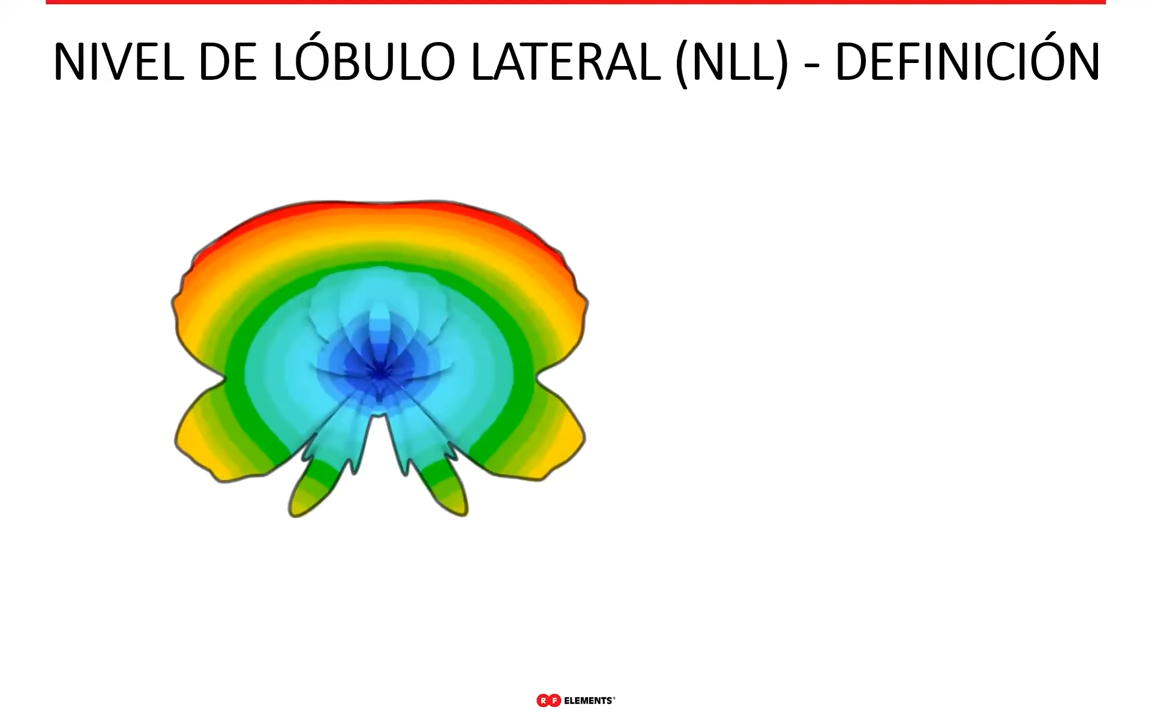 NIVEL DE LÓBULO LATERAL (NLL) - DEFINICIÓN
RF ELEMENTS